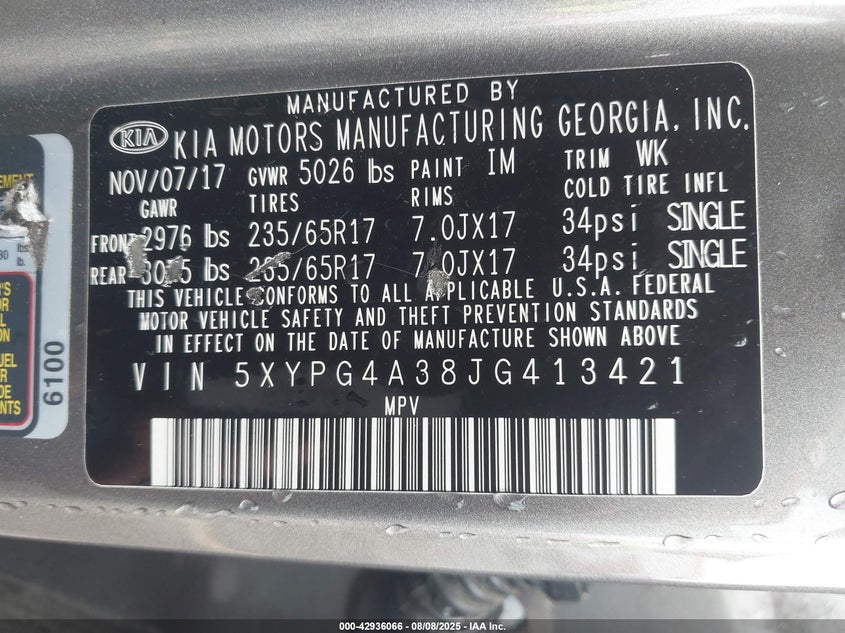 MANUFACTURED BY
KIA KIA MOTORS MANUFACTURING GEORGIA, INC.
NOV/07/17 GVWR 5026 lbs PAINT IM TRIM WK
GAWR TIRES RIMS COLD TIRE INFL
FRONT 2976 lbs 235/65R17 7.0JX17 34psi SINGLE
REAR lbs 235/65R17 7.0JX17 34psi SINGLE
THIS VEHICLE CONFORMS TO ALL APPLICABLE U.S.A. FEDERAL
MOTOR VEHICLE SAFETY AND THEFT PREVENTION STANDARDS
IN EFFECT ON THE DATE OF MANUFACTURE SHOWN ABOVE
VIN 5XYPG4A38JG413421
MPV
6100
000-42936066 - 08/08/2025 - IAA Inc.